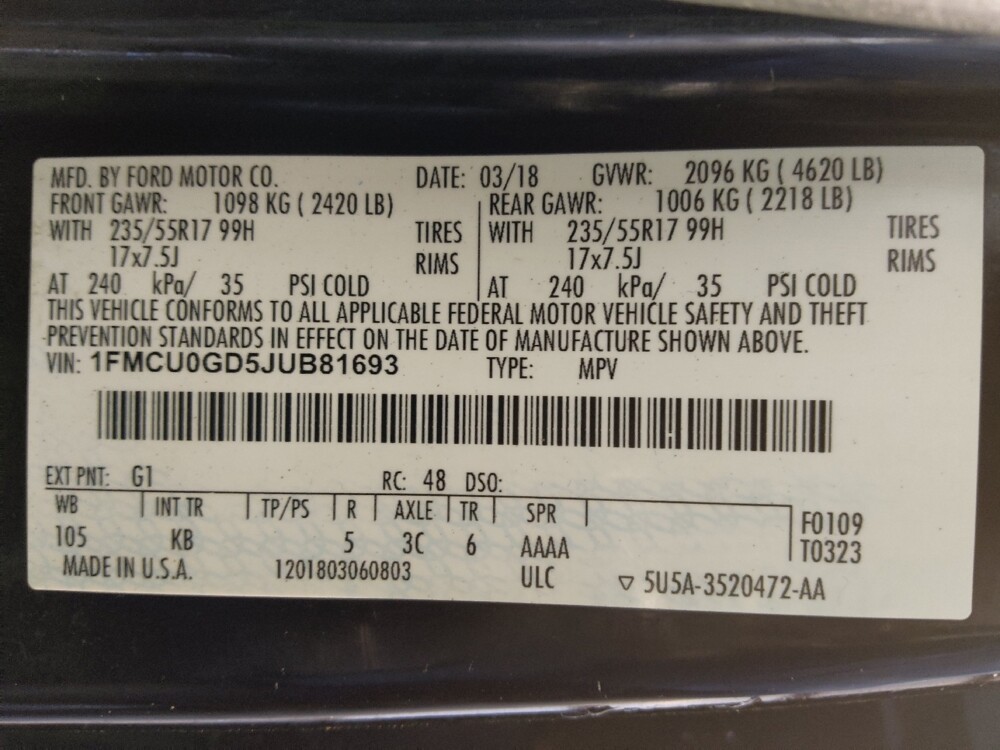 MFD. BY FORD MOTOR CO. DATE: 03/18 GVWR: 2096 KG ( 4620 LB)
FRONT GAWR: 1098 KG ( 2420 LB) REAR GAWR: 1006 KG ( 2218 LB)
WITH 235/55R17 99H TIRES WITH 235/55R17 99H TIRES
17x7.5J RIMS 17x7.5J RIMS
AT 240 kPa/ 35 PSI COLD AT 240 kPa/ 35 PSI COLD
THIS VEHICLE CONFORMS TO ALL APPLICABLE FEDERAL MOTOR VEHICLE SAFETY AND THEFT
PREVENTION STANDARDS IN EFFECT ON THE DATE OF MANUFACTURE SHOWN ABOVE.
VIN: 1FMCU0GD5JUB81693 TYPE: MPV
EXT PNT: G1 RC: 48 DSO:
WB INT TR TP/PS R AXLE TR SPR F0109
105 KB 5 3C 6 AAAA T0323
MADE IN U.S.A. 1201803060803 ULC ▽ 5U5A-3520472-AA